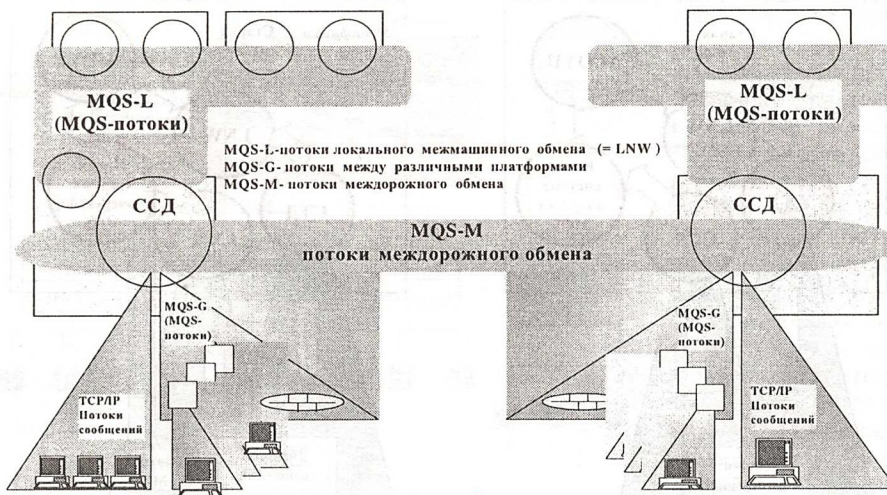 MQS-L
(MQS-потоки)
MQS-L
(MQS-потоки)
MQS-L-потоки локального межмашинного обмена (= LNW)
MQS-G- потоки между различными платформами
MQS-M- потоки междорожного обмена
ССД
ССД
MQS-M
потоки междорожного обмена
MQS-G
(MQS-
потоки)
MQS-G
(MQS-
потоки)
TCP/IP
Потоки
сообщений
TCP/IP
Потоки
сообщений